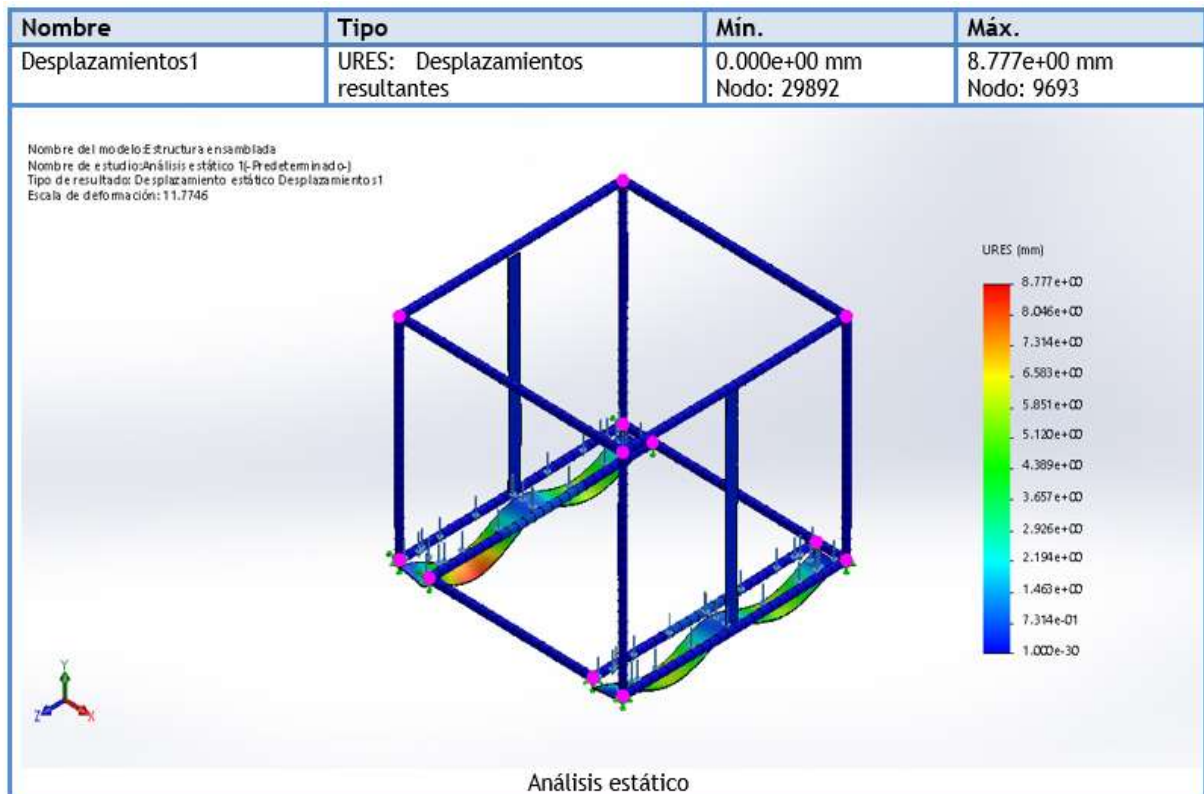 Nombre Tipo Mín. Máx.
Desplazamientos1 URES: Desplazamientos resultantes 0.000e+00 mm Nodo: 29892 8.777e+00 mm Nodo: 9693
Nombre del modelo:Estructura ensamblada
Nombre de estudio:Análisis estático 1(-Predeterminado-)
Tipo de resultado: Desplazamiento estático Desplazamientos1
Escala de deformación: 11.7746
URES (mm)
8.777e+00
8.046e+00
7.314e+00
6.583e+00
5.851e+00
5.120e+00
4.389e+00
3.657e+00
2.926e+00
2.194e+00
1.463e+00
7.314e-01
1.000e-30
Y
Z
X
Análisis estático